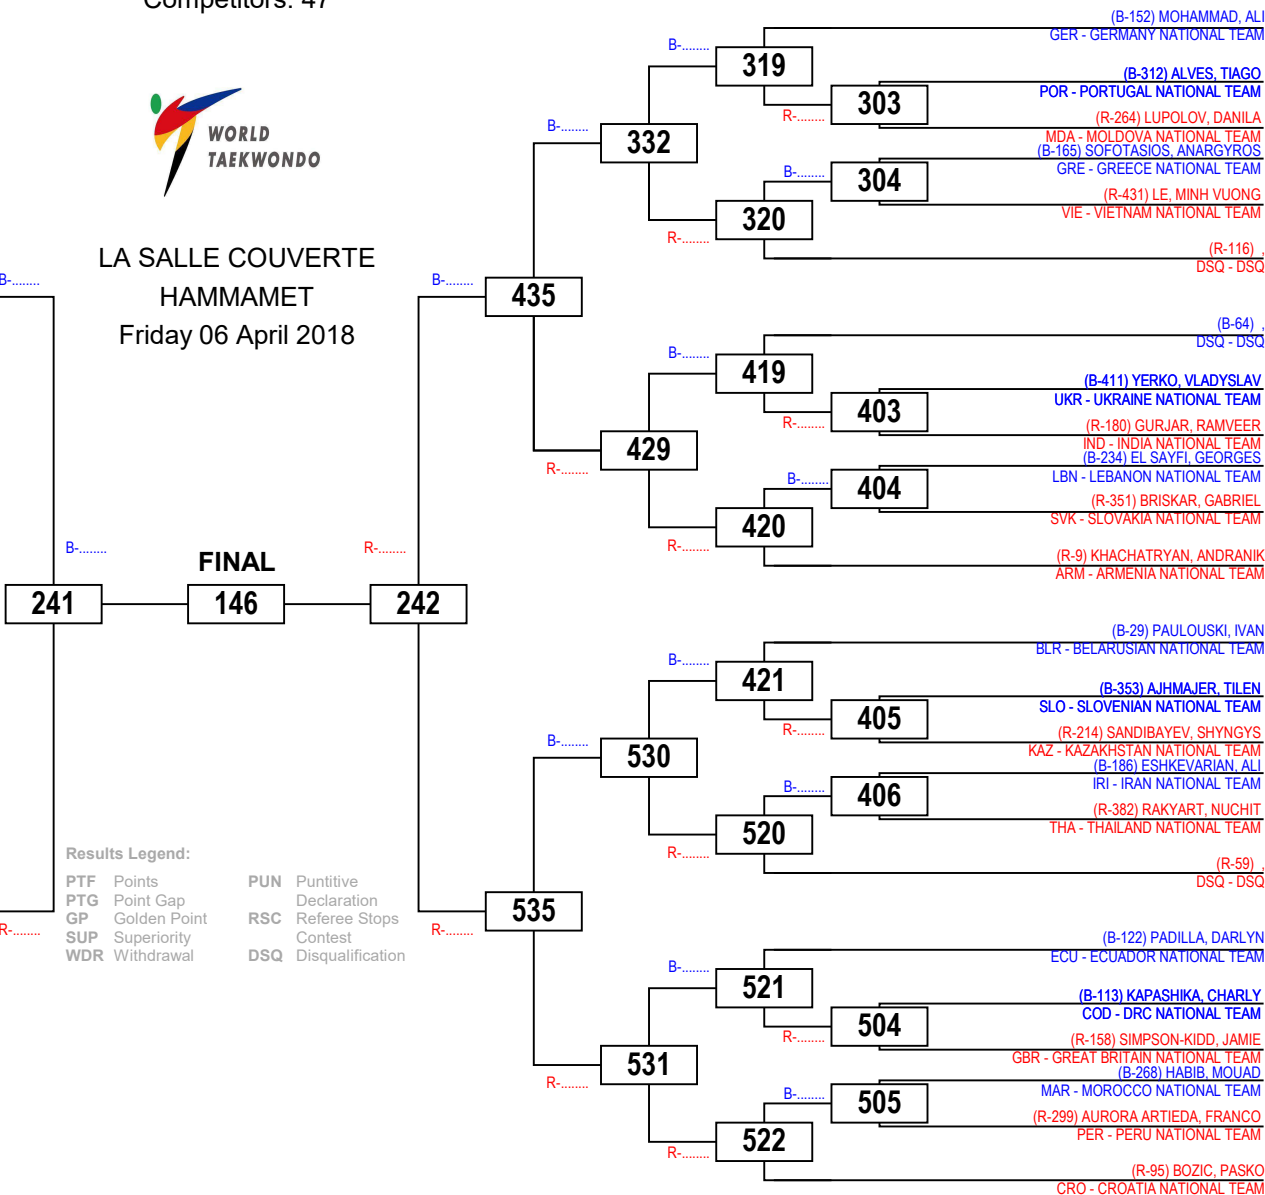 Competitors: 47
WORLD
TAEKWONDO
LA SALLE COUVERTE
HAMMAMET
Friday 06 April 2018
B-........
R-........
B-........
241
FINAL
146
R-........
242
B-........
R-........
435
535
B-........
332
R-........
429
B-........
530
R-........
531
B-........
319
R-........
303
B-........
304
320
R-........
B-........
419
R-........
403
B-........
404
420
R-........
B-........
421
R-........
405
B-........
406
520
R-........
B-........
521
R-........
504
B-........
505
522
R-........
(B-152) MOHAMMAD, ALI
GER - GERMANY NATIONAL TEAM
(B-312) ALVES, TIAGO
POR - PORTUGAL NATIONAL TEAM
(R-264) LUPOLOV, DANILA
MDA - MOLDOVA NATIONAL TEAM
(B-165) SOFOTASIOS, ANARGYROS
GRE - GREECE NATIONAL TEAM
(R-431) LE, MINH VUONG
VIE - VIETNAM NATIONAL TEAM
(R-116) ,
DSQ - DSQ
(B-64) ,
DSQ - DSQ
(B-411) YERKO, VLADYSLAV
UKR - UKRAINE NATIONAL TEAM
(R-180) GURJAR, RAMVEER
IND - INDIA NATIONAL TEAM
(B-234) EL SAYFI, GEORGES
LBN - LEBANON NATIONAL TEAM
(R-351) BRISKAR, GABRIEL
SVK - SLOVAKIA NATIONAL TEAM
(R-9) KHACHATRYAN, ANDRANIK
ARM - ARMENIA NATIONAL TEAM
(B-29) PAULOUSKI, IVAN
BLR - BELARUSIAN NATIONAL TEAM
(B-353) AJHMAJER, TILEN
SLO - SLOVENIAN NATIONAL TEAM
(R-214) SANDIBAYEV, SHYNGYS
KAZ - KAZAKHSTAN NATIONAL TEAM
(B-186) ESHKEVARIAN, ALI
IRI - IRAN NATIONAL TEAM
(R-382) RAKYART, NUCHIT
THA - THAILAND NATIONAL TEAM
(R-59) ,
DSQ - DSQ
(B-122) PADILLA, DARLYN
ECU - ECUADOR NATIONAL TEAM
(B-113) KAPASHIKA, CHARLY
COD - DRC NATIONAL TEAM
(R-158) SIMPSON-KIDD, JAMIE
GBR - GREAT BRITAIN NATIONAL TEAM
(B-268) HABIB, MOUAD
MAR - MOROCCO NATIONAL TEAM
(R-299) AURORA ARTIEDA, FRANCO
PER - PERU NATIONAL TEAM
(R-95) BOZIC, PASKO
CRO - CROATIA NATIONAL TEAM
Results Legend:
PTF Points
PTG Point Gap
GP Golden Point
SUP Superiority
WDR Withdrawal
PUN Puntitive
Declaration
RSC Referee Stops
Contest
DSQ Disqualification